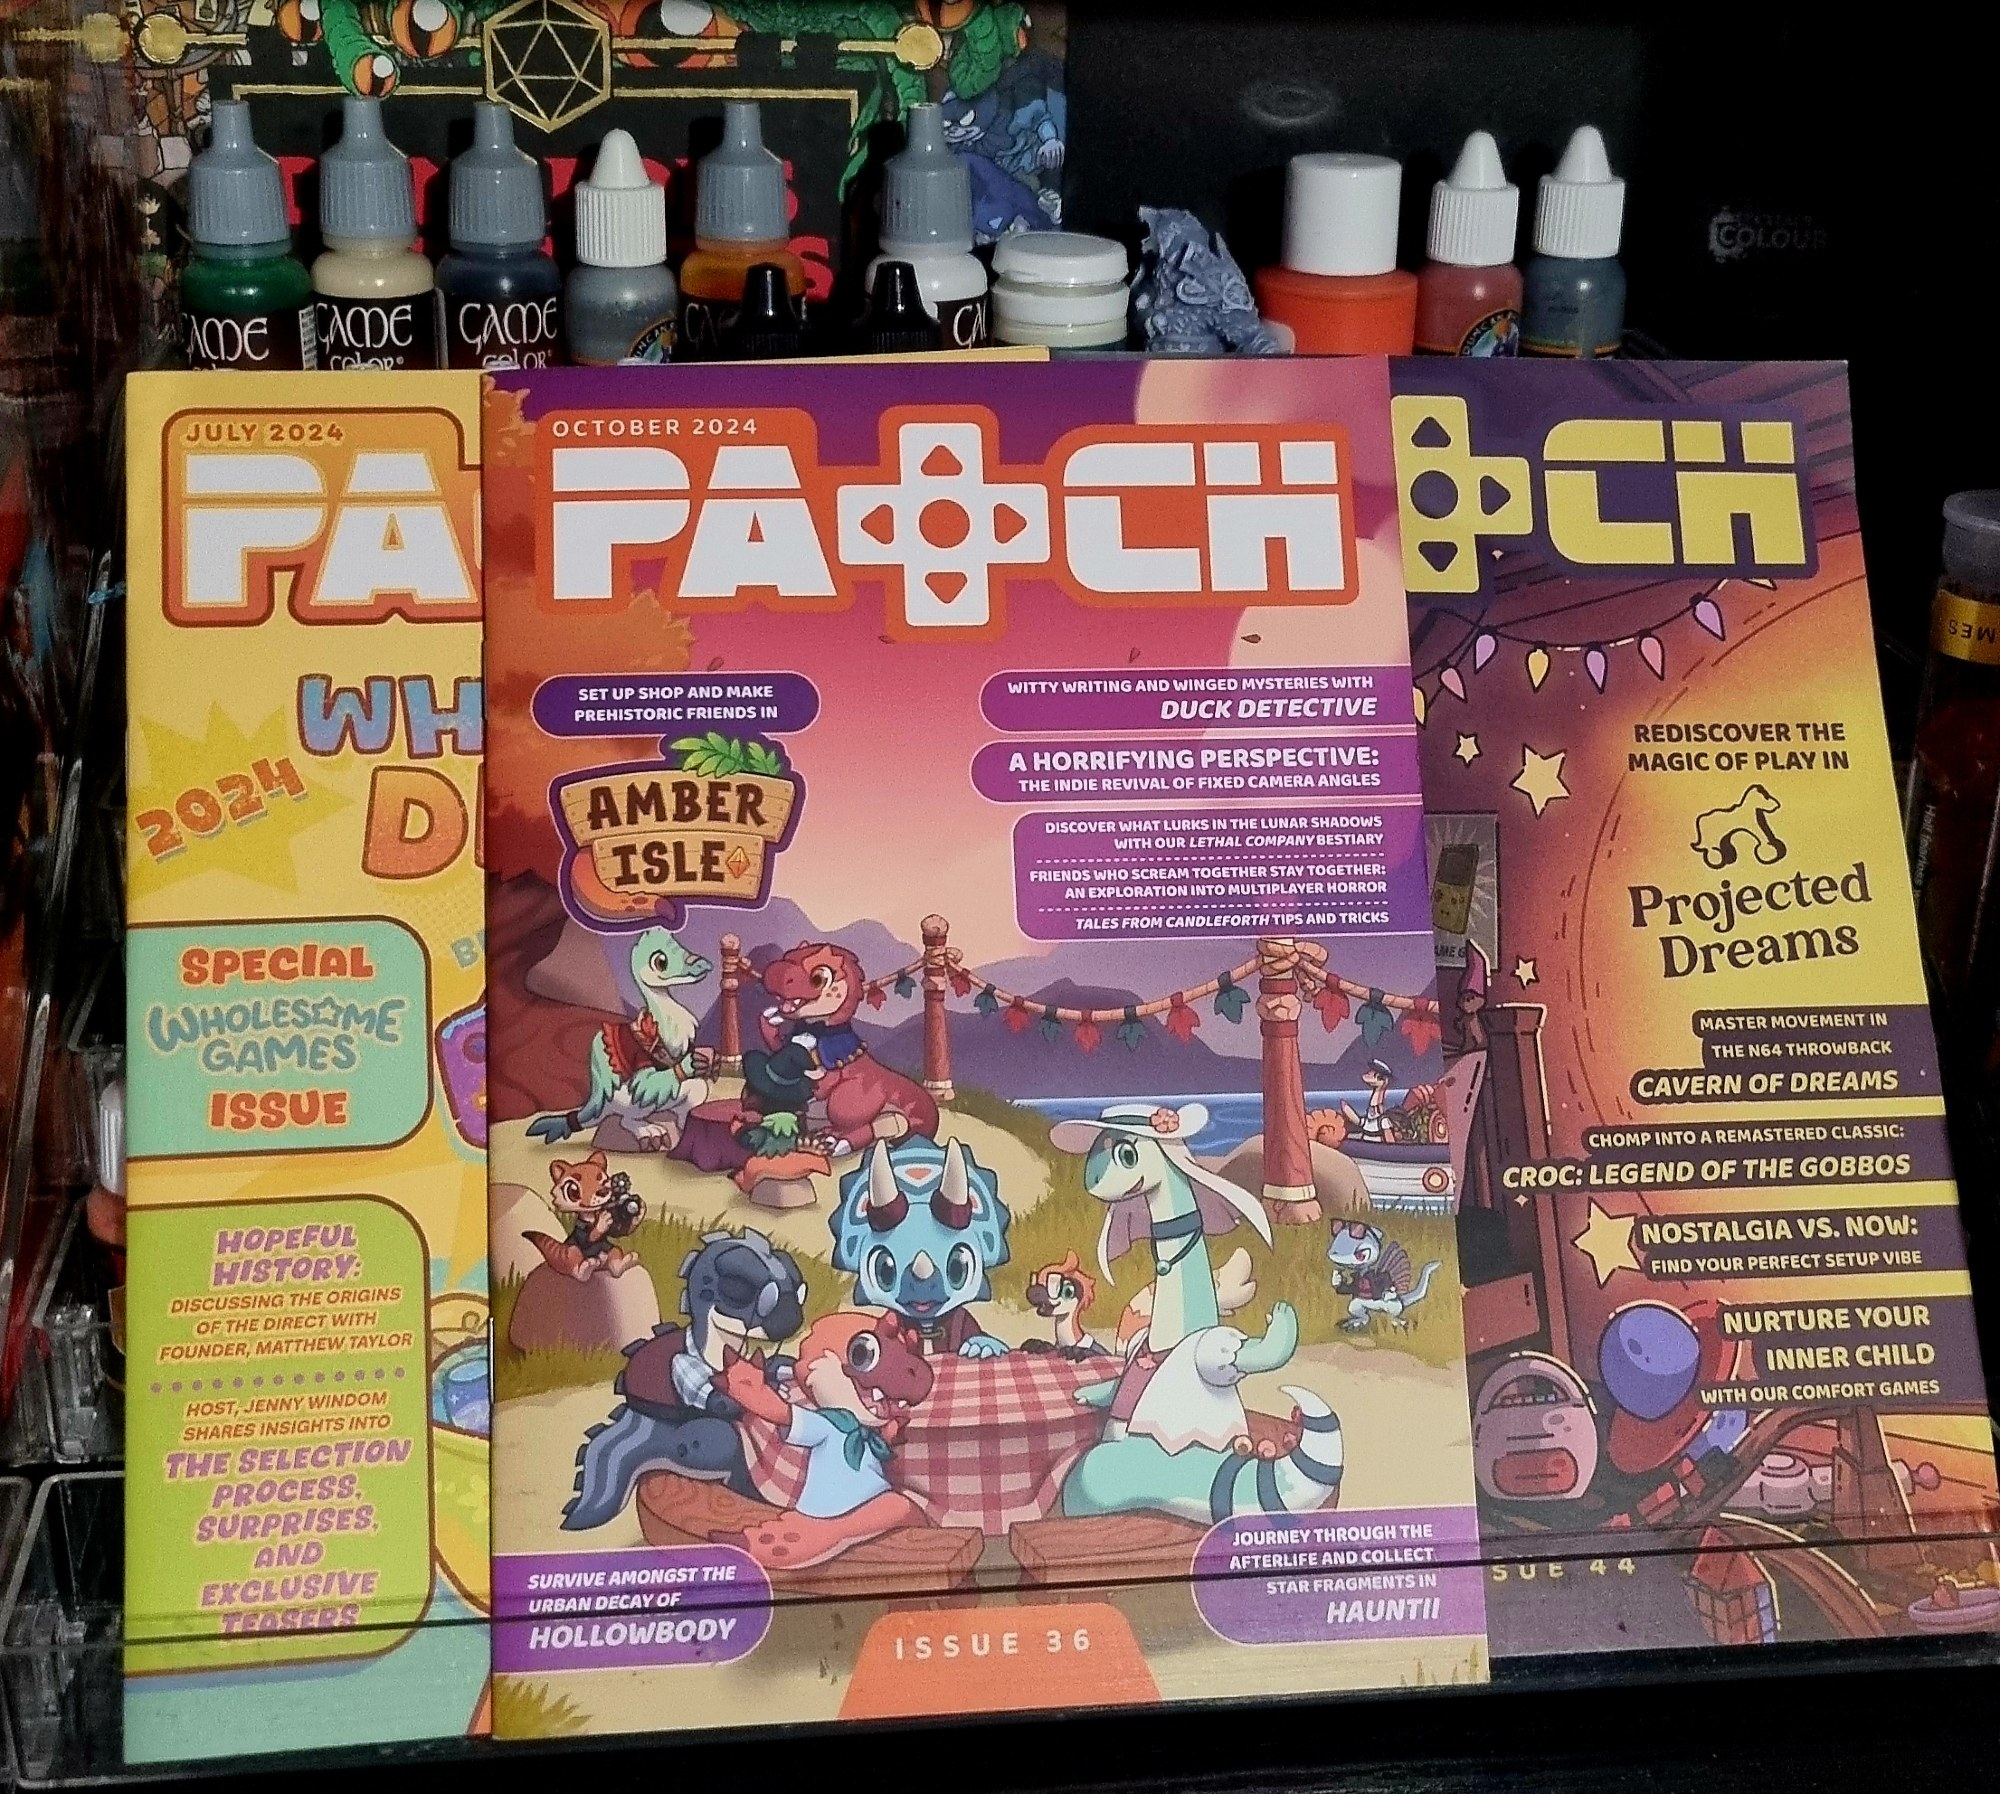 GAME
COLOR
GAME
COLOR
GAME
COLOUR
JULY 2024
PA
WH
2024
D
SPECIAL
WHOLESOME
GAMES
ISSUE
HOPEFUL
HISTORY:
DISCUSSING THE ORIGINS
OF THE DIRECT WITH
FOUNDER, MATTHEW TAYLOR
HOST, JENNY WINDOM
SHARES INSIGHTS INTO
THE SELECTION
PROCESS,
SURPRISES,
AND
EXCLUSIVE
TEASERS
OCTOBER 2024
PATCH
SET UP SHOP AND MAKE
PREHISTORIC FRIENDS IN
AMBER
ISLE
WITTY WRITING AND WINGED MYSTERIES WITH
DUCK DETECTIVE
A HORRIFYING PERSPECTIVE:
THE INDIE REVIVAL OF FIXED CAMERA ANGLES
DISCOVER WHAT LURKS IN THE LUNAR SHADOWS
WITH OUR LETHAL COMPANY BESTIARY
FRIENDS WHO SCREAM TOGETHER STAY TOGETHER:
AN EXPLORATION INTO MULTIPLAYER HORROR
TALES FROM CANDLEFORTH TIPS AND TRICKS
SURVIVE AMONGST THE
URBAN DECAY OF
HOLLOWBODY
ISSUE 36
JOURNEY THROUGH THE
AFTERLIFE AND COLLECT
STAR FRAGMENTS IN
HAUNTII
TCH
REDISCOVER THE
MAGIC OF PLAY IN
Projected
Dreams
MASTER MOVEMENT IN
THE N64 THROWBACK
CAVERN OF DREAMS
CHOMP INTO A REMASTERED CLASSIC:
CROC: LEGEND OF THE GOBBOS
NOSTALGIA VS. NOW:
FIND YOUR PERFECT SETUP VIBE
NURTURE YOUR
INNER CHILD
WITH OUR COMFORT GAMES
SUE 44